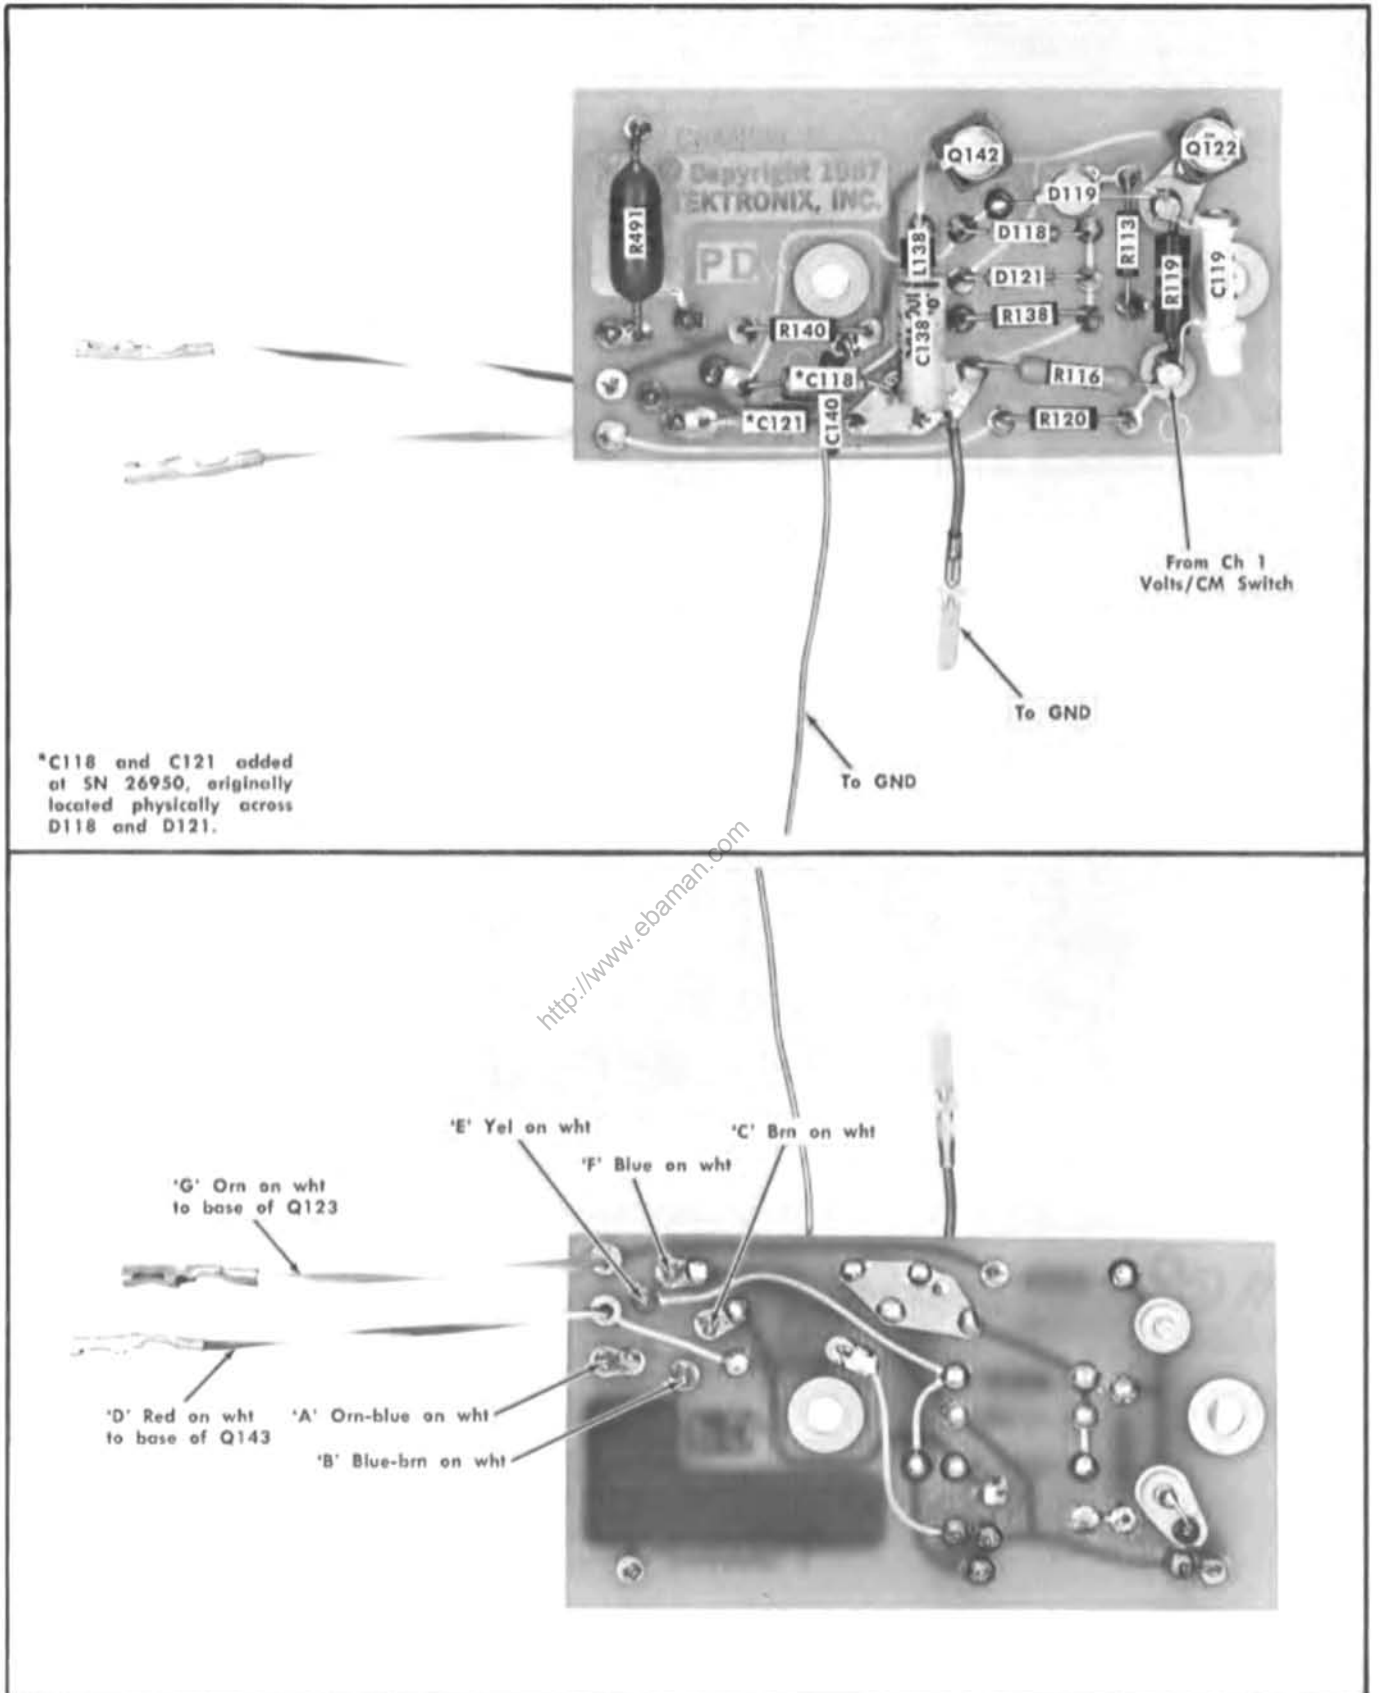 © Copyright 1967
TEKTRONIX, INC.
PD
R491
Q142
Q122
D119
D118
D121
R138
L138
C138
R113
R119
C119
R140
*C118
*C121
C140
R116
R120
From Ch 1
Volts/CM Switch
To GND
To GND
*C118 and C121 added
at SN 26950, originally
located physically across
D118 and D121.
http://www.ebaman.com
'E' Yel on wht
'C' Brn on wht
'F' Blue on wht
'G' Orn on wht
to base of Q123
'D' Red on wht
to base of Q143
'A' Orn-blue on wht
'B' Blue-brn on wht